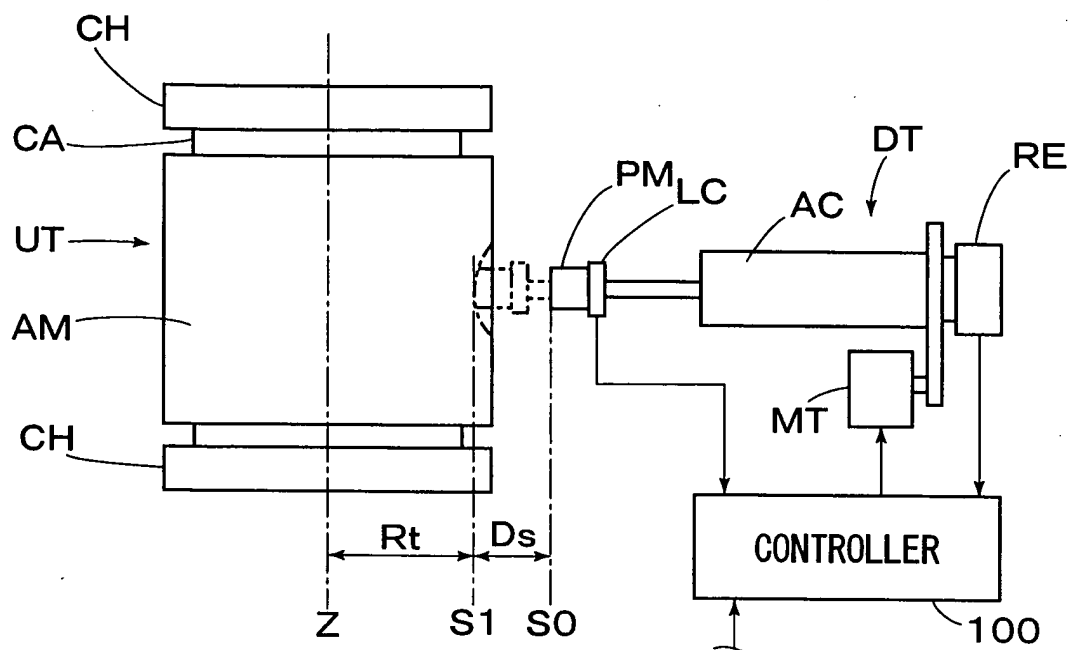 CH
CA
UT
AM
CH
PM
LC
AC
DT
RE
MT
Rt
Ds
CONTROLLER
Z
S1
S0
100